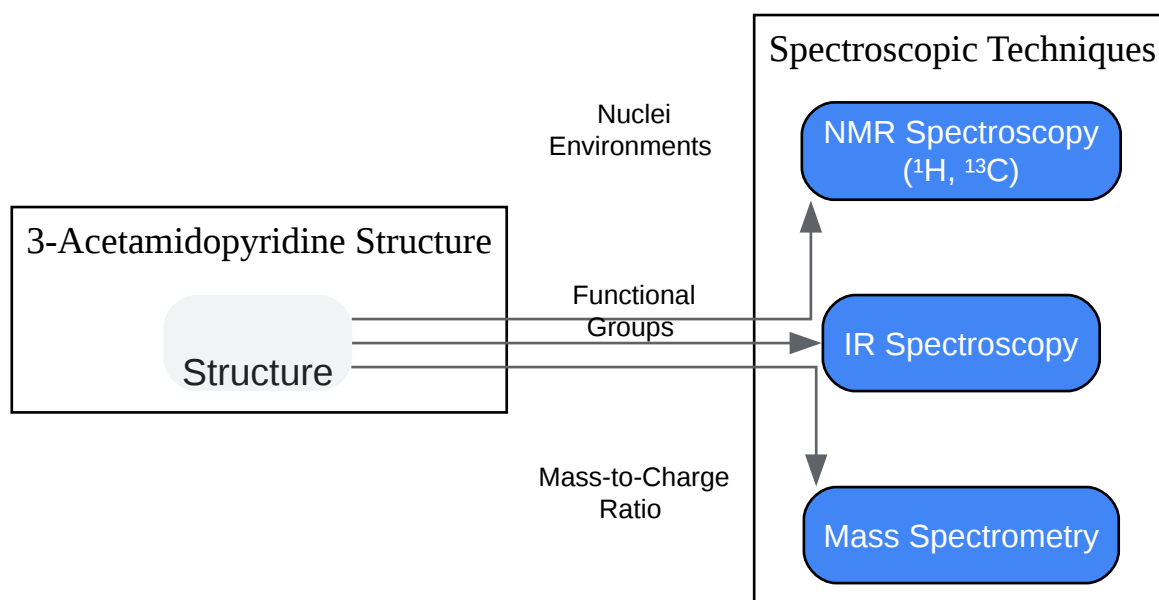 Spectroscopic Techniques
Nuclei
Environments
NMR Spectroscopy
(¹H, ¹³C)
3-Acetamidopyridine Structure
Structure
Functional
Groups
IR Spectroscopy
Mass-to-Charge
Ratio
Mass Spectrometry